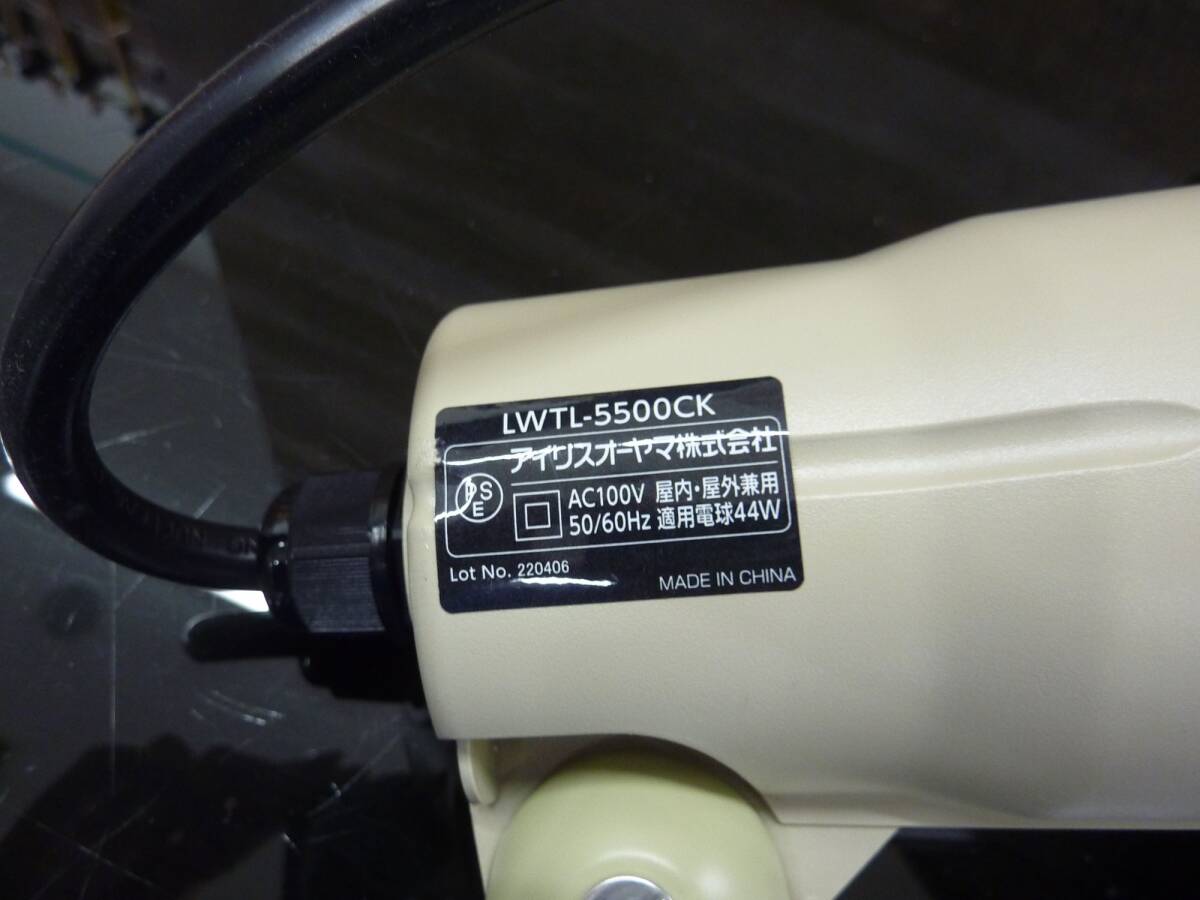 LWTL-5500CK
アイリスオーヤマ株式会社
PS
E
AC100V 屋内・屋外兼用
50/60Hz 適用電球44W
Lot No. 220406
MADE IN CHINA